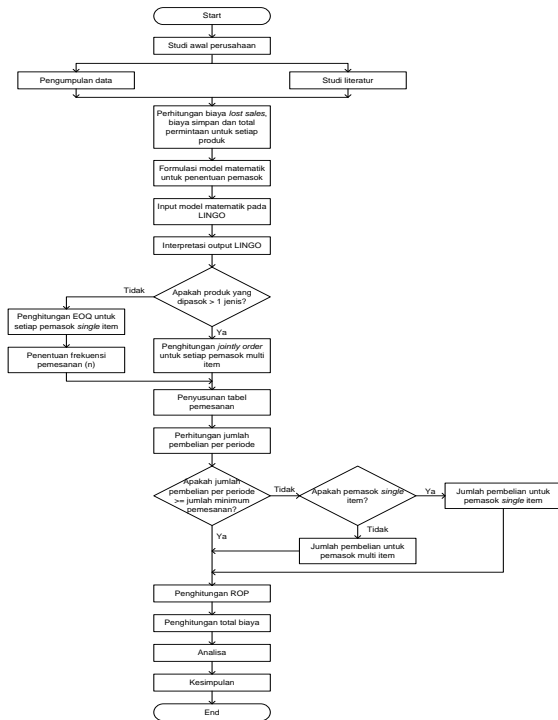 Start
Studi awal perusahaan
Pengumpulan data
Studi literatur
Perhitungan biaya lost sales,
biaya simpan dan total
permintaan untuk setiap
produk
Formulasi model matematik
untuk penentuan pemasok
Input model matematik pada
LINGO
Interpretasi output LINGO
Tidak
Apakah produk yang
dipasok > 1 jenis?
Ya
Penghitungan EOQ untuk
setiap pemasok single item
Penentuan frekuensi
pemesanan (n)
Penghitungan jointly order
untuk setiap pemasok multi
item
Penyusunan tabel
pemesanan
Perhitungan jumlah
pembelian per periode
Apakah jumlah
pembelian per periode
>= jumlah minimum
pemesanan?
Tidak
Apakah pemasok single
item?
Ya
Jumlah pembelian untuk
pemasok single item
Tidak
Ya
Jumlah pembelian untuk
pemasok multi item
Penghitungan ROP
Penghitungan total biaya
Analisa
Kesimpulan
End